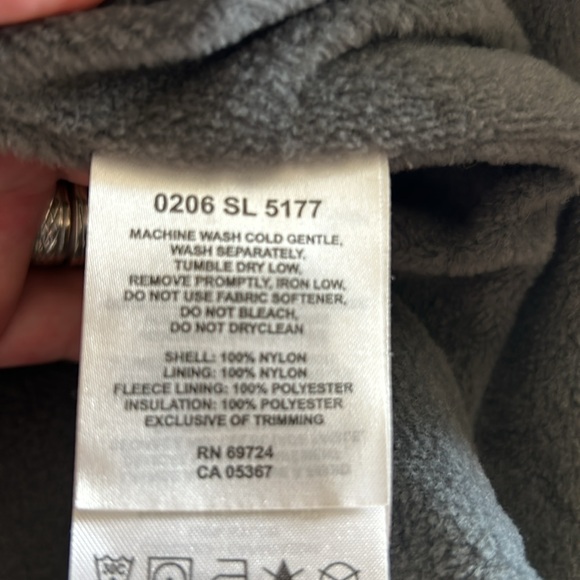 0206 SL 5177
MACHINE WASH COLD GENTLE,
WASH SEPARATELY,
TUMBLE DRY LOW,
REMOVE PROMPTLY, IRON LOW,
DO NOT USE FABRIC SOFTENER,
DO NOT BLEACH,
DO NOT DRYCLEAN
SHELL: 100% NYLON
LINING: 100% NYLON
FLEECE LINING: 100% POLYESTER
INSULATION: 100% POLYESTER
EXCLUSIVE OF TRIMMING
RN 69724
CA 05367
30C